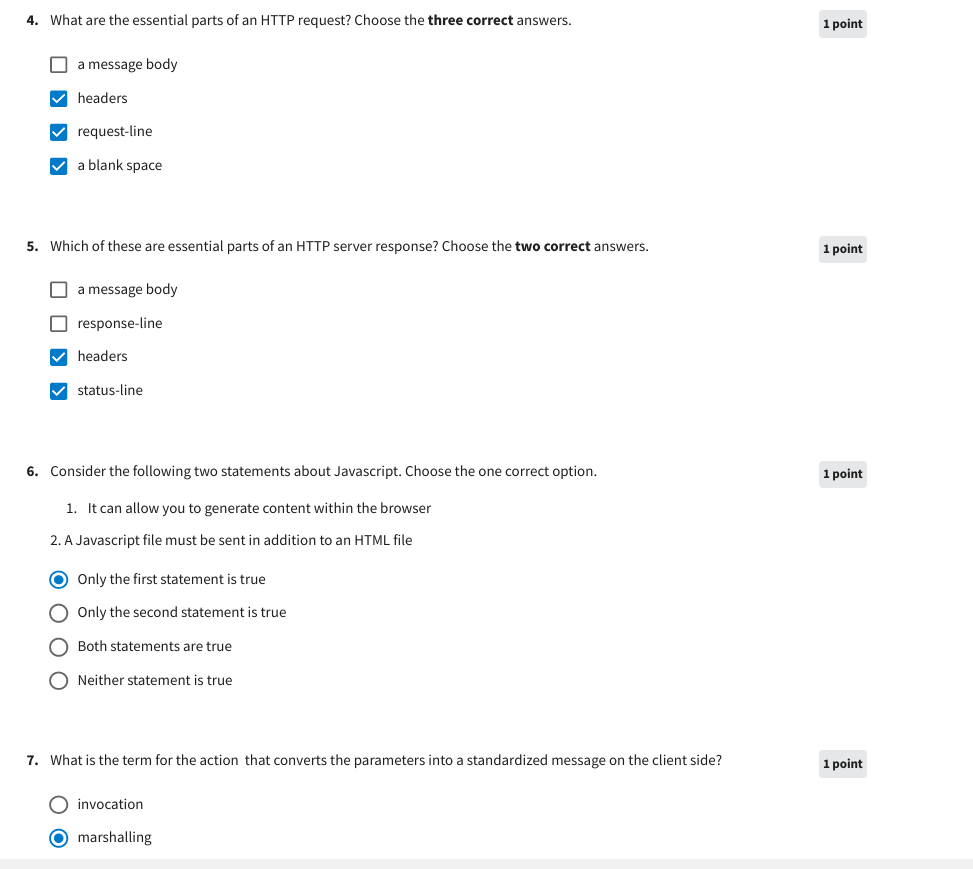 4. What are the essential parts of an HTTP request? Choose the three correct answers.
1 point
a message body
headers
request-line
a blank space
5. Which of these are essential parts of an HTTP server response? Choose the two correct answers.
1 point
a message body
response-line
headers
status-line
6. Consider the following two statements about Javascript. Choose the one correct option.
1 point
1. It can allow you to generate content within the browser
2. A Javascript file must be sent in addition to an HTML file
Only the first statement is true
Only the second statement is true
Both statements are true
Neither statement is true
7. What is the term for the action that converts the parameters into a standardized message on the client side?
1 point
invocation
marshalling